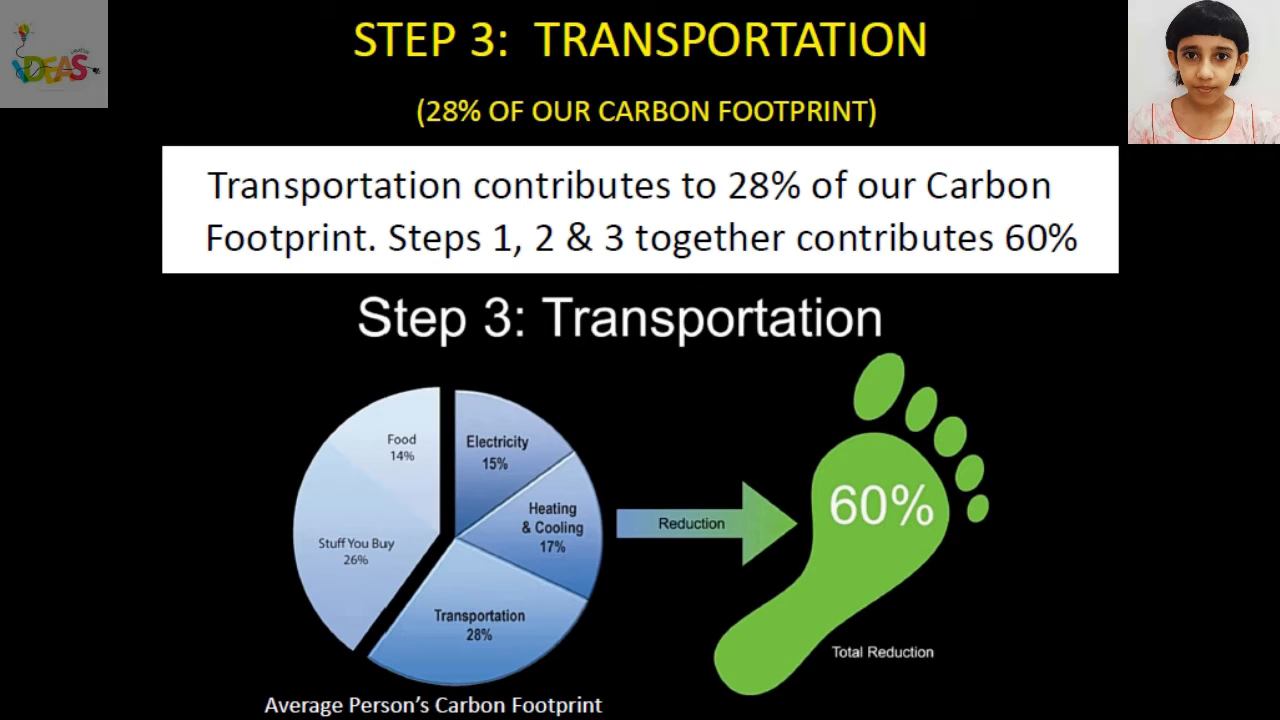 STEP 3: TRANSPORTATION
(28% OF OUR CARBON FOOTPRINT)
Transportation contributes to 28% of our Carbon
Footprint. Steps 1, 2 & 3 together contributes 60%
Step 3: Transportation
Food
14%
Electricity
15%
Heating
& Cooling
17%
Stuff You Buy
26%
Transportation
28%
Reduction
60%
Total Reduction
Average Person's Carbon Footprint
IDEAS